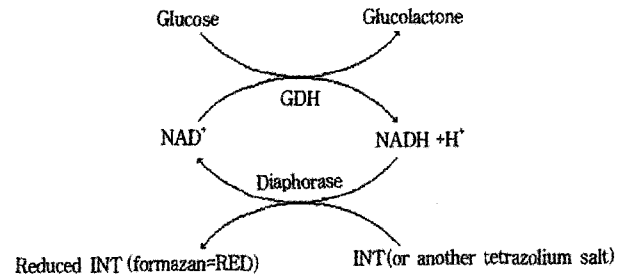 Glucose Glucolactone
GDH
NAD⁺ NADH +H⁺
Diaphorase
Reduced INT (formazan=RED) INT(or another tetrazolium salt)